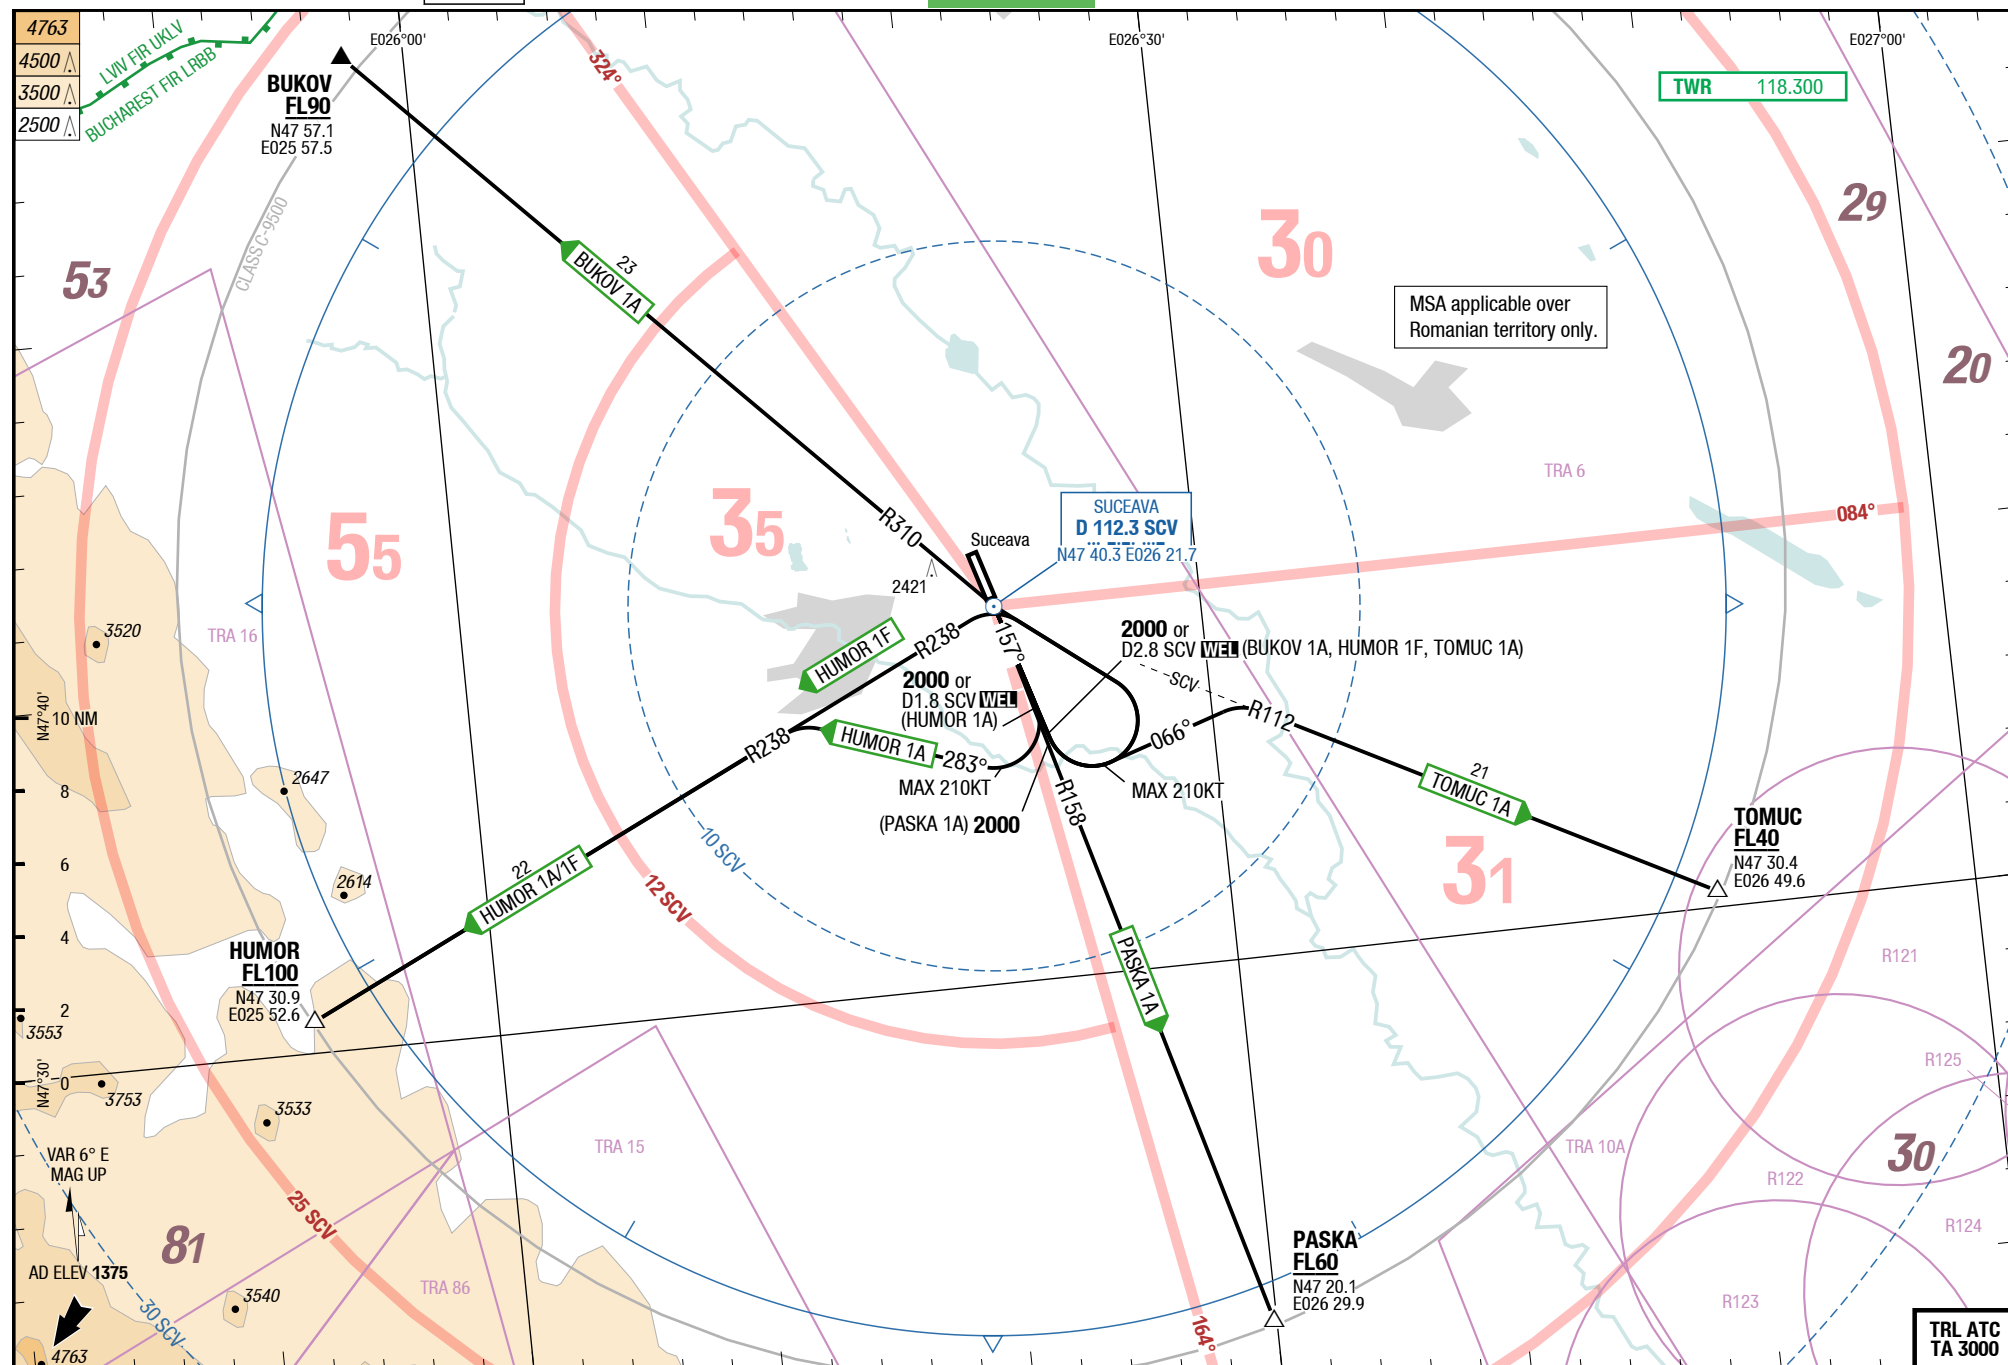 4763
4500
3500
2500
LVIV FIR UKLV
BUCHAREST FIR LRBB
E026°00'
E026°30'
E027°00'
BUKOV
FL90
N47 57.1
E025 57.5
324°
TWR 118.300
CLASS C-9500
53
29
30
20
23
BUKOV 1A
MSA applicable over
Romanian territory only.
TRA 6
55
35
R310
Suceava
SUCEAVA
D 112.3 SCV
N47 40.3 E026 21.7
084°
2421
3520
TRA 16
HUMOR 1F
R238
157°
2000 or
D2.8 SCV WEL (BUKOV 1A, HUMOR 1F, TOMUC 1A)
SCV
2000 or
D1.8 SCV WEL
(HUMOR 1A)
N47°40'
10 NM
R238
HUMOR 1A
283°
066°
R112
MAX 210KT
MAX 210KT
R158
(PASKA 1A) 2000
2647
8
21
TOMUC 1A
TOMUC
FL40
N47 30.4
E026 49.6
10 SCV
6
22
HUMOR 1A/1F
2614
12 SCV
31
4
HUMOR
FL100
N47 30.9
E025 52.6
PASKA 1A
R121
2
3553
N47°30'
0
3753
3533
R125
TRA 15
TRA 10A
30
VAR 6° E
MAG UP
R122
25 SCV
81
R124
PASKA
FL60
N47 20.1
E026 29.9
AD ELEV 1375
TRA 86
3540
R123
30 SCV
164°
4763
TRL ATC
TA 3000